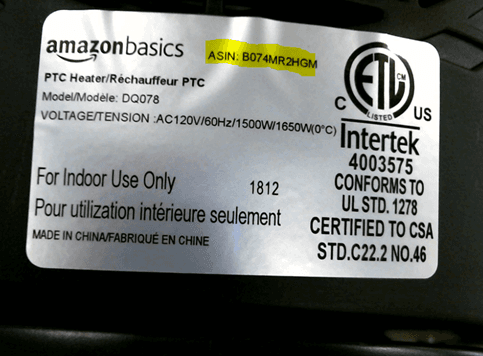 amazonbasics
ASIN: B074MR2HGM
PTC Heater/Réchauffeur PTC
Model/Modèle: DQ078
VOLTAGE/TENSION :AC120V/60Hz/1500W/1650W(0°C)
For Indoor Use Only
1812
Pour utilization intérieure seulement
MADE IN CHINA/FABRIQUÉ EN CHINE
ETL CM
LISTED
C US
Intertek
4003575
CONFORMS TO
UL STD. 1278
CERTIFIED TO CSA
STD.C22.2 NO.46